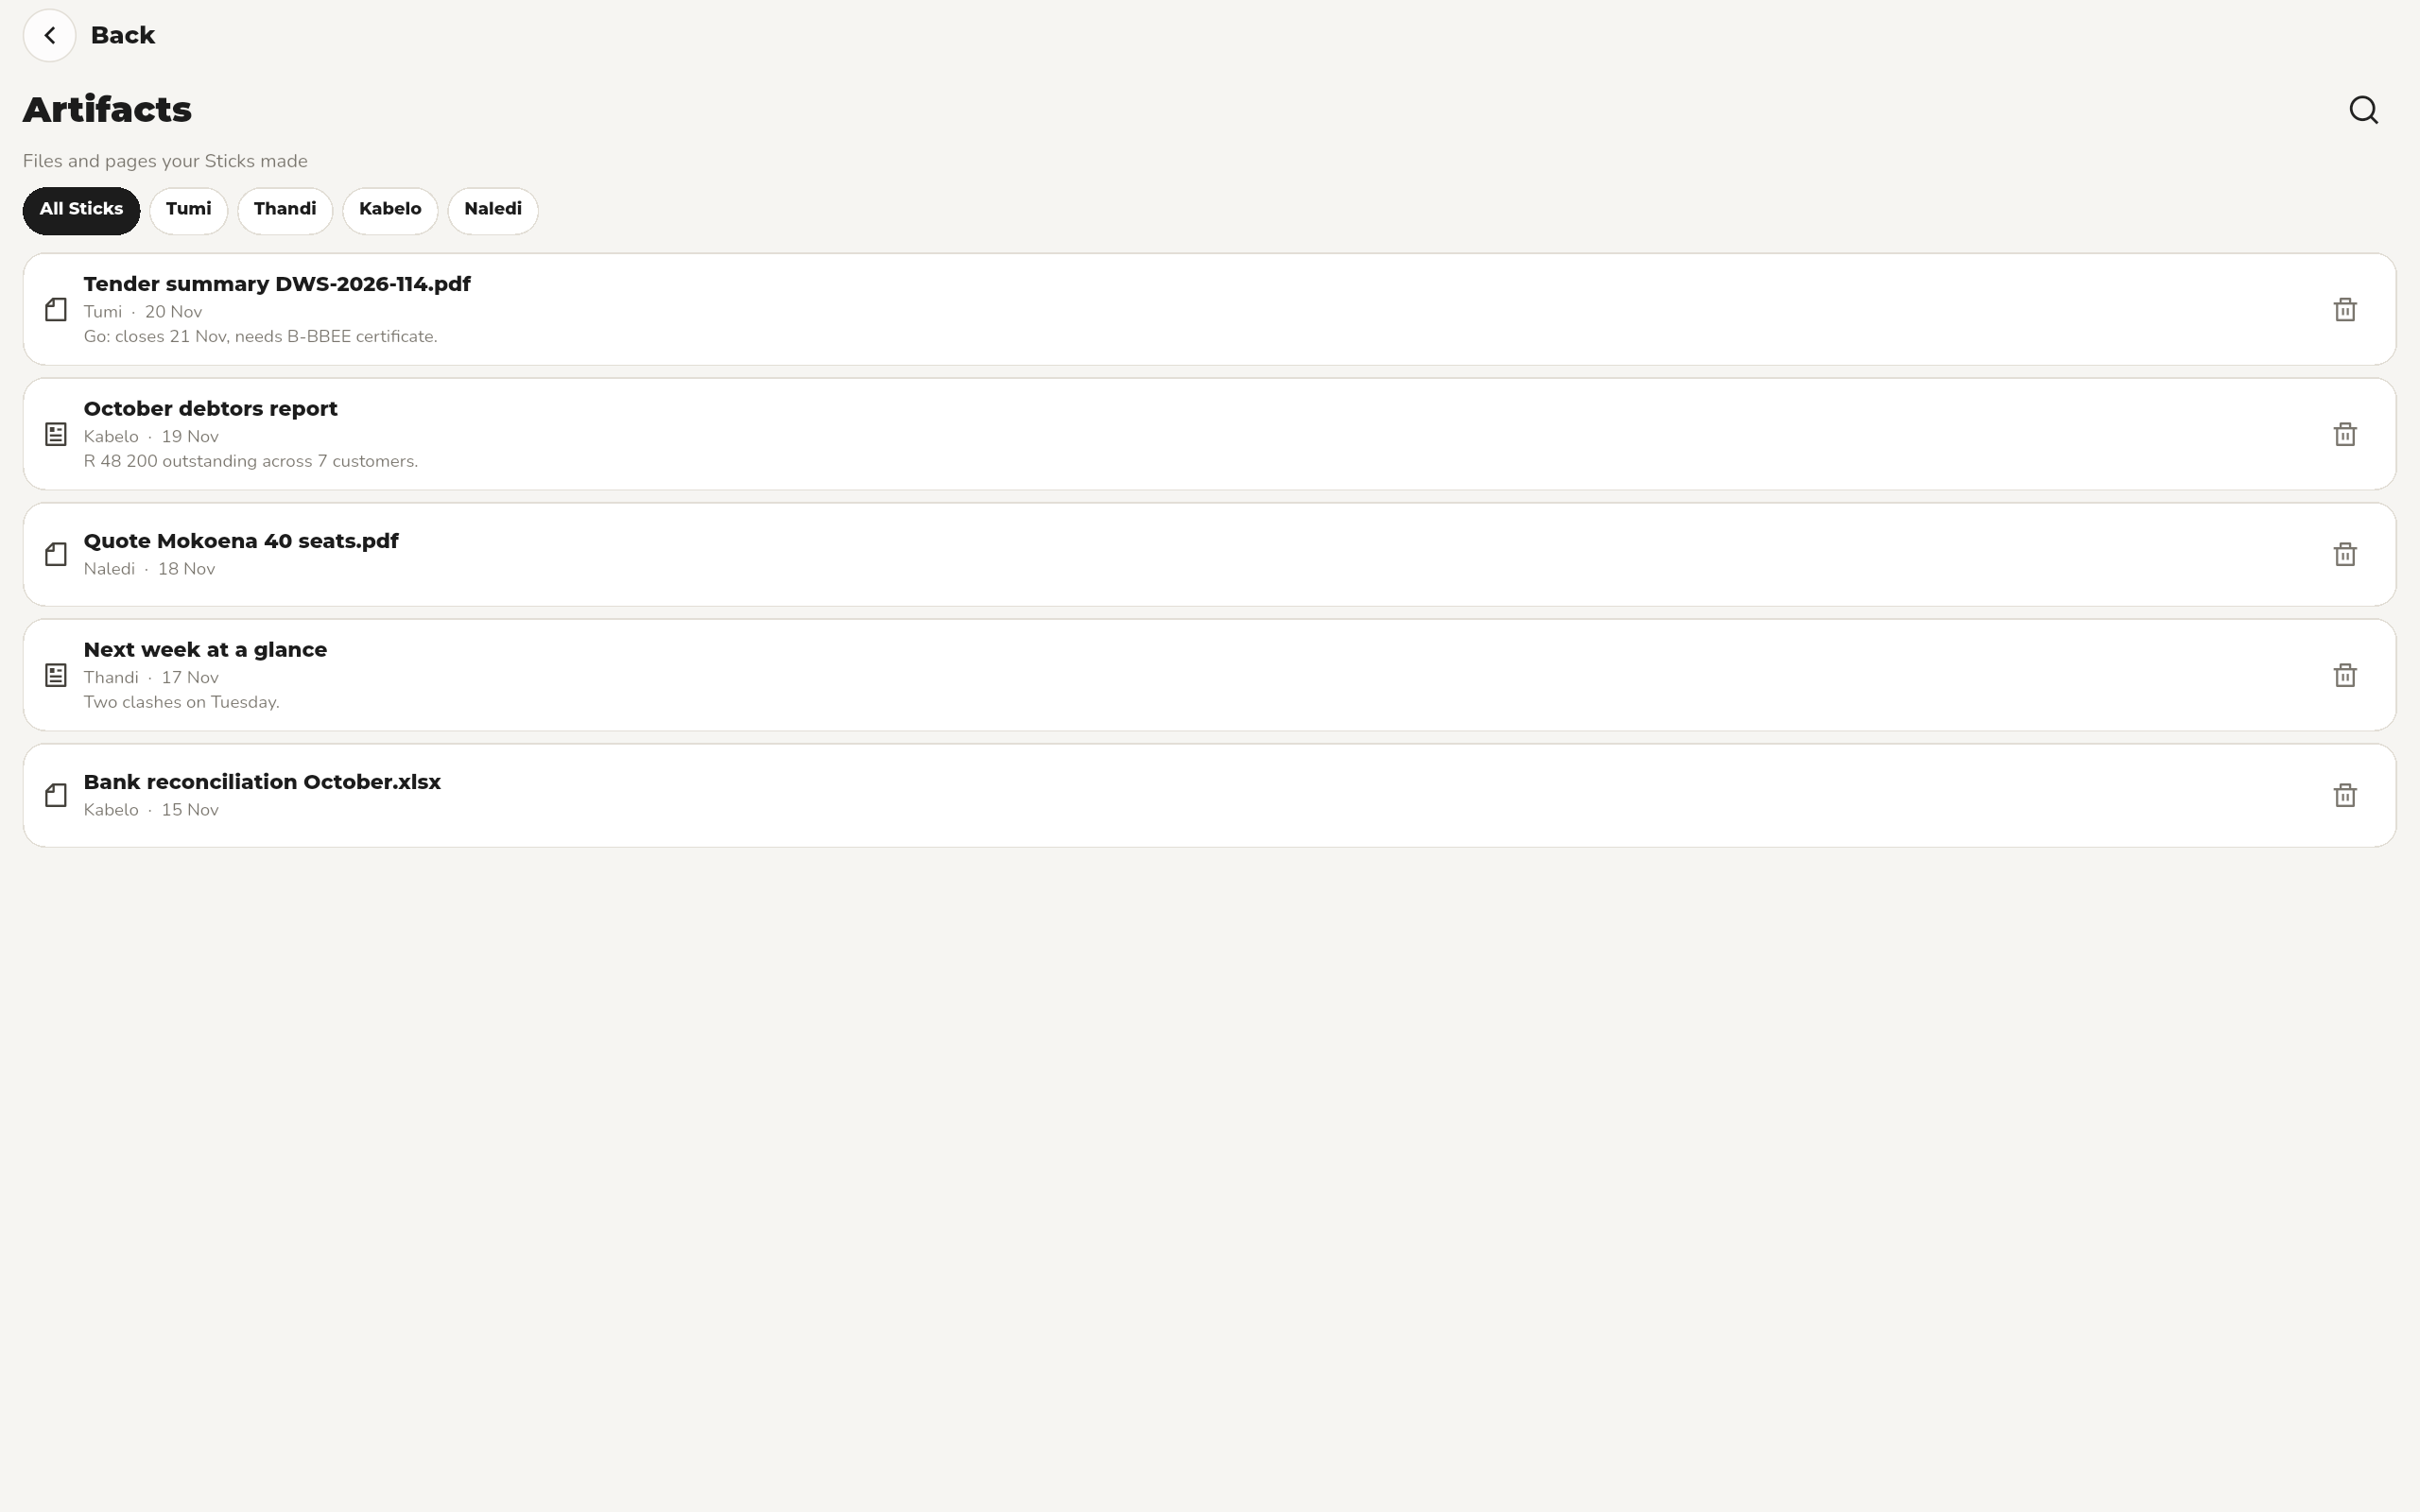 Back
Artifacts
Files and pages your Sticks made
All Sticks
Tumi
Thandi
Kabelo
Naledi
Tender summary DWS-2026-114.pdf
Tumi · 20 Nov
Go: closes 21 Nov, needs B-BBEE certificate.
October debtors report
Kabelo · 19 Nov
R 48 200 outstanding across 7 customers.
Quote Mokoena 40 seats.pdf
Naledi · 18 Nov
Next week at a glance
Thandi · 17 Nov
Two clashes on Tuesday.
Bank reconciliation October.xlsx
Kabelo · 15 Nov